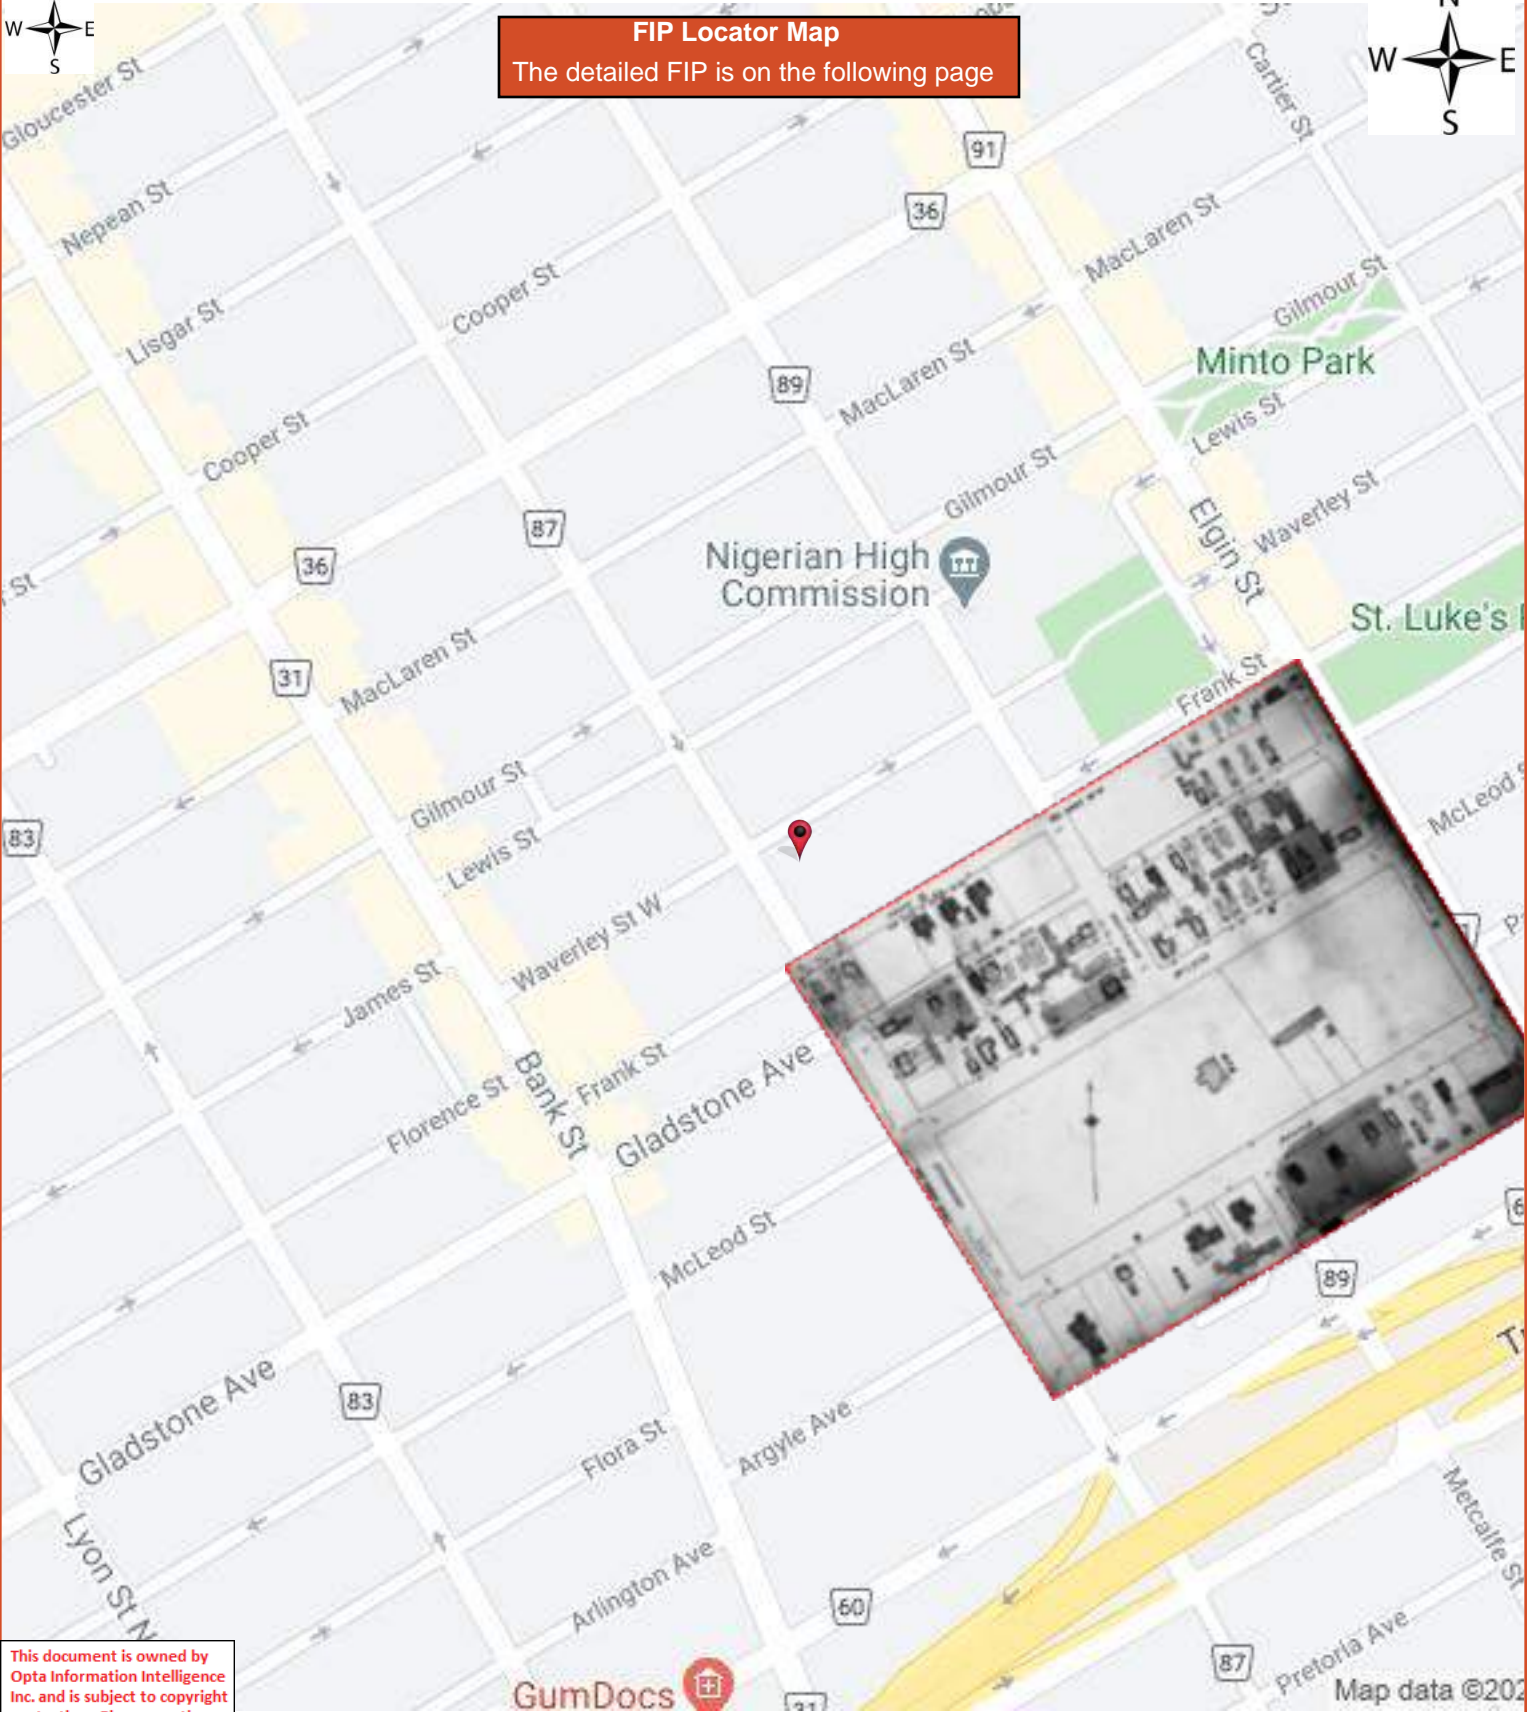 FIP Locator Map
The detailed FIP is on the following page
W
E
S
N
W
E
S
Gloucester St
Cartier St
91
Nepean St
36
MacLaren St
Gilmour St
Cooper St
Lisgar St
Minto Park
MacLaren St
89
Lewis St
Cooper St
Gilmour St
Waverley St
87
Elgin St
Nigerian High
Commission
36
St
St. Luke's
MacLaren St
31
Frank St
Gilmour St
McLeod
83
Lewis St
Waverley St W
James St
Bank St
Frank St
Gladstone Ave
Florence St
McLeod St
89
Gladstone Ave
83
Flora St
Argyle Ave
Lyon St N
Metcalfe St
Arlington Ave
60
Pretoria Ave
87
GumDocs
31
Map data ©202
This document is owned by
Opta Information Intelligence
Inc. and is subject to copyright